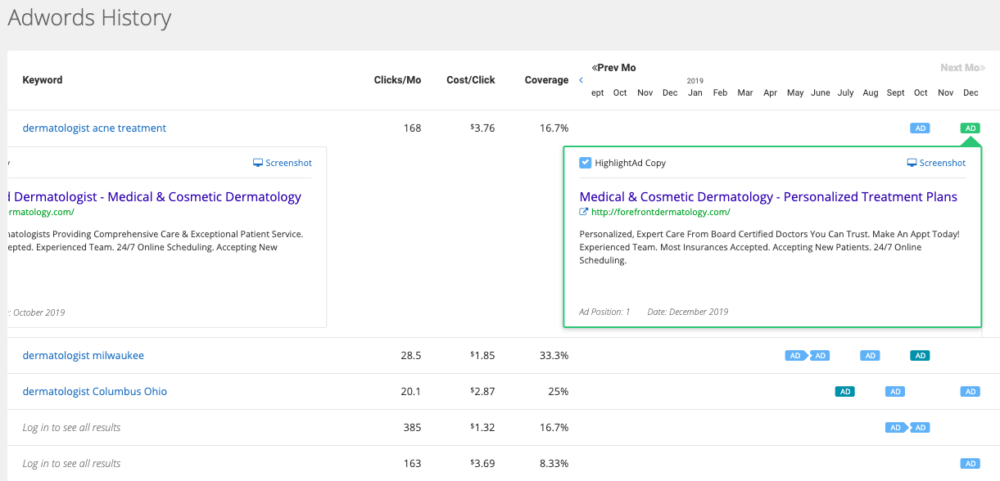 Adwords History
«Prev Mo Next Mo»
Keyword Clicks/Mo Cost/Click Coverage
2019
ept Oct Nov Dec Jan Feb Mar Apr May June July Aug Sept Oct Nov Dec
dermatologist acne treatment 168 $3.76 16.7% AD AD
Screenshot
d Dermatologist - Medical & Cosmetic Dermatology
rmatology.com/
natologists Providing Comprehensive Care & Exceptional Patient Service.
epted. Experienced Team. 24/7 Online Scheduling. Accepting New
: October 2019
HighlightAd Copy Screenshot
Medical & Cosmetic Dermatology - Personalized Treatment Plans
http://forefrontdermatology.com/
Personalized, Expert Care From Board Certified Doctors You Can Trust. Make An Appt Today!
Experienced Team. Most Insurances Accepted. Accepting New Patients. 24/7 Online
Scheduling.
Ad Position: 1 Date: December 2019
dermatologist milwaukee 28.5 $1.85 33.3% AD AD AD AD
dermatologist Columbus Ohio 20.1 $2.87 25% AD AD AD
Log in to see all results 385 $1.32 16.7% AD AD
Log in to see all results 163 $3.69 8.33% AD